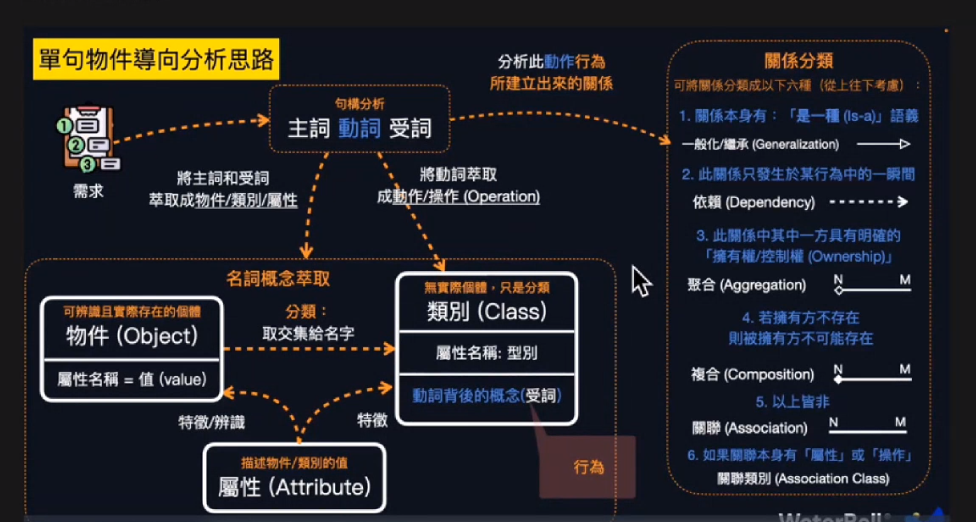 單句物件導向分析思路
分析此動作行為
所建立出來的關係
句構分析
主詞 動詞 受詞
1
2
3
需求
將主詞和受詞
萃取成物件/類別/屬性
將動詞萃取
成動作/操作 (Operation)
名詞概念萃取
可辨識且實際存在的個體
物件 (Object)
屬性名稱 = 值 (value)
分類：
取交集給名字
無實際個體，只是分類
類別 (Class)
屬性名稱: 型別
動詞背後的概念(受詞)
特徵/辨識
特徵
描述物件/類別的值
屬性 (Attribute)
行為
關係分類
可將關係分類成以下六種（從上往下考慮）：
1. 關係本身有：「是一種 (Is-a)」語義
一般化/繼承 (Generalization)
2. 此關係只發生於某行為中的一瞬間
依賴 (Dependency)
3. 此關係中其中一方具有明確的
「擁有權/控制權 (Ownership)」
聚合 (Aggregation) N M
4. 若擁有方不存在
則被擁有方不可能存在
複合 (Composition) N M
5. 以上皆非
關聯 (Association) N M
6. 如果關聯本身有「屬性」或「操作」
關聯類別 (Association Class)